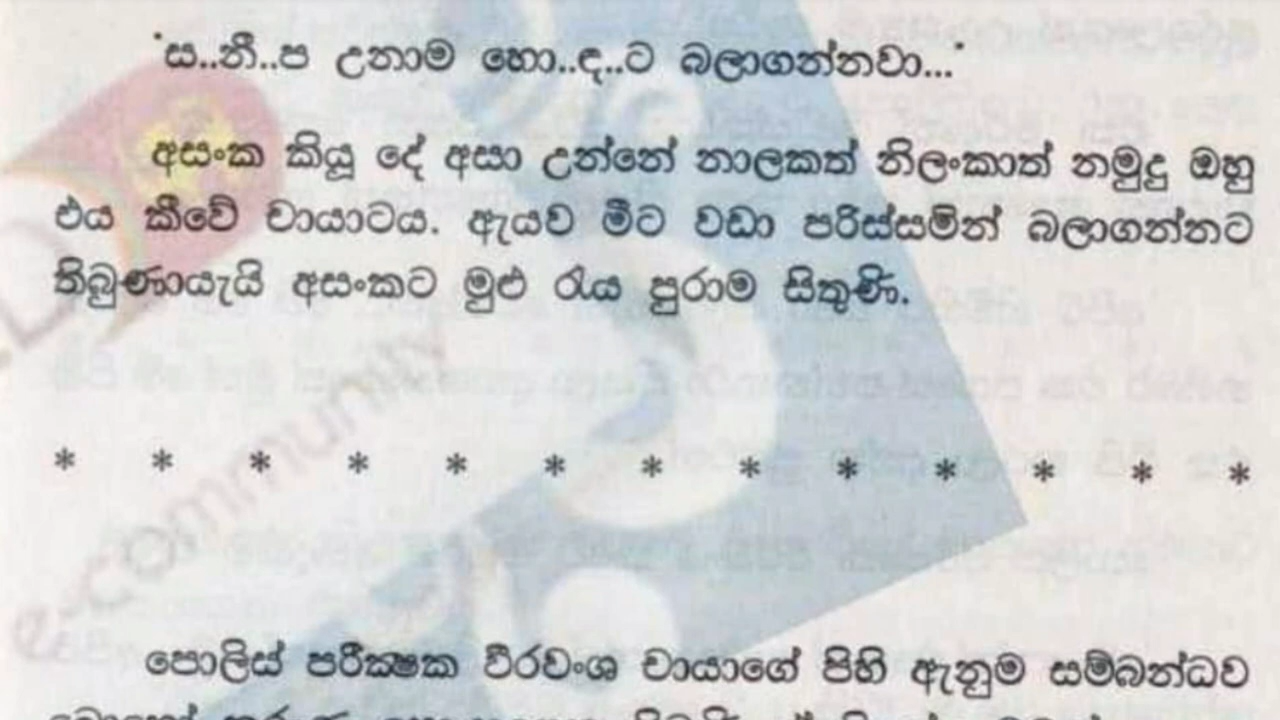 'ස..නී..ප උනාම හො..ඳ..ට බලාගන්නවා...'
අසංක කියූ දේ අසා උන්නේ නාලකත් නිලංකාත් නමුදු ඔහු
එය කීවේ චායාටය. ඇයව මීට වඩා පරිස්සමින් බලාගන්නට
තිබුණායැයි අසංකට මුළු රැය පුරාම සිතුණි.
* * * * * * * * * * * * *
e-community
පොලිස් පරීක්‍ෂක වීරවංශ චායාගේ පිහි ඇනුම සම්බන්ධව